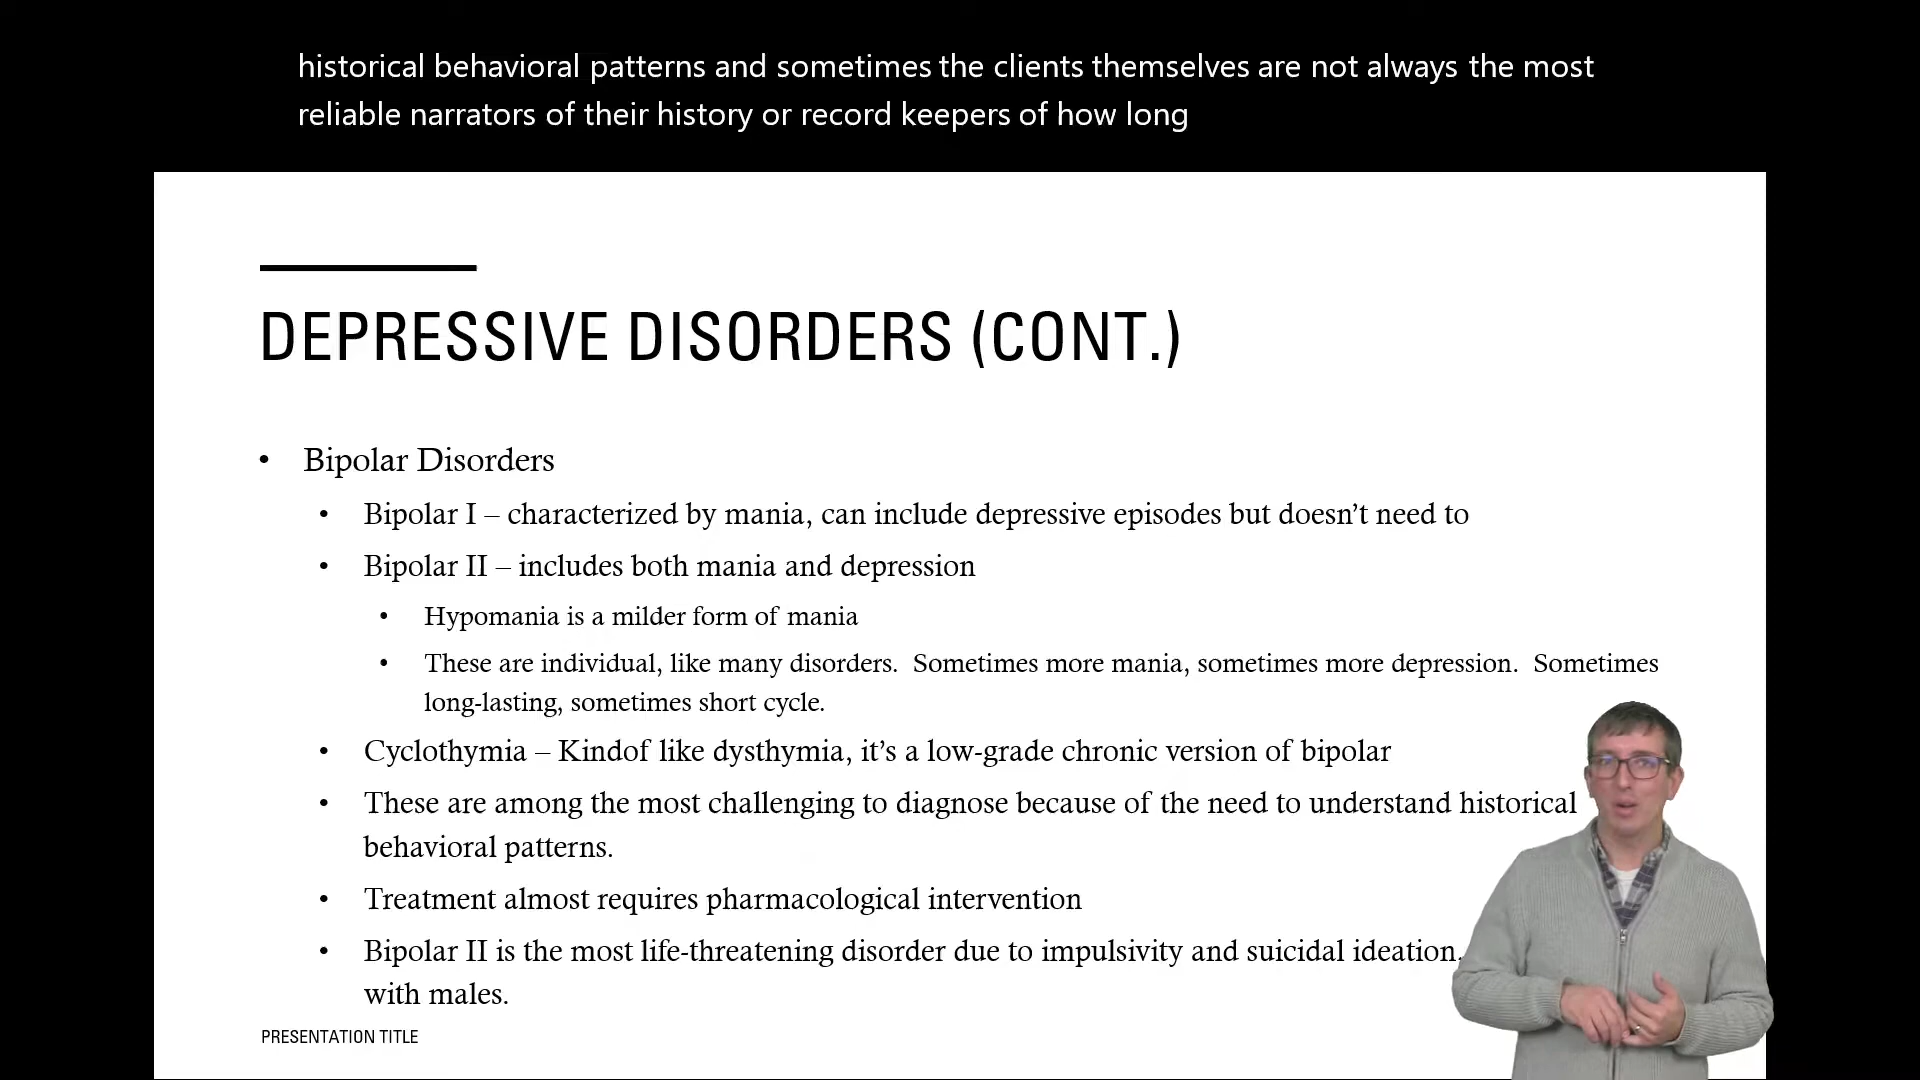 historical behavioral patterns and sometimes the clients themselves are not always the most
reliable narrators of their history or record keepers of how long
DEPRESSIVE DISORDERS (CONT.)
• Bipolar Disorders
• Bipolar I – characterized by mania, can include depressive episodes but doesn’t need to
• Bipolar II – includes both mania and depression
• Hypomania is a milder form of mania
• These are individual, like many disorders.  Sometimes more mania, sometimes more depression.  Sometimes
long-lasting, sometimes short cycle.
• Cyclothymia – Kindof like dysthymia, it’s a low-grade chronic version of bipolar
• These are among the most challenging to diagnose because of the need to understand historical
behavioral patterns.
• Treatment almost requires pharmacological intervention
• Bipolar II is the most life-threatening disorder due to impulsivity and suicidal ideation.
with males.
PRESENTATION TITLE